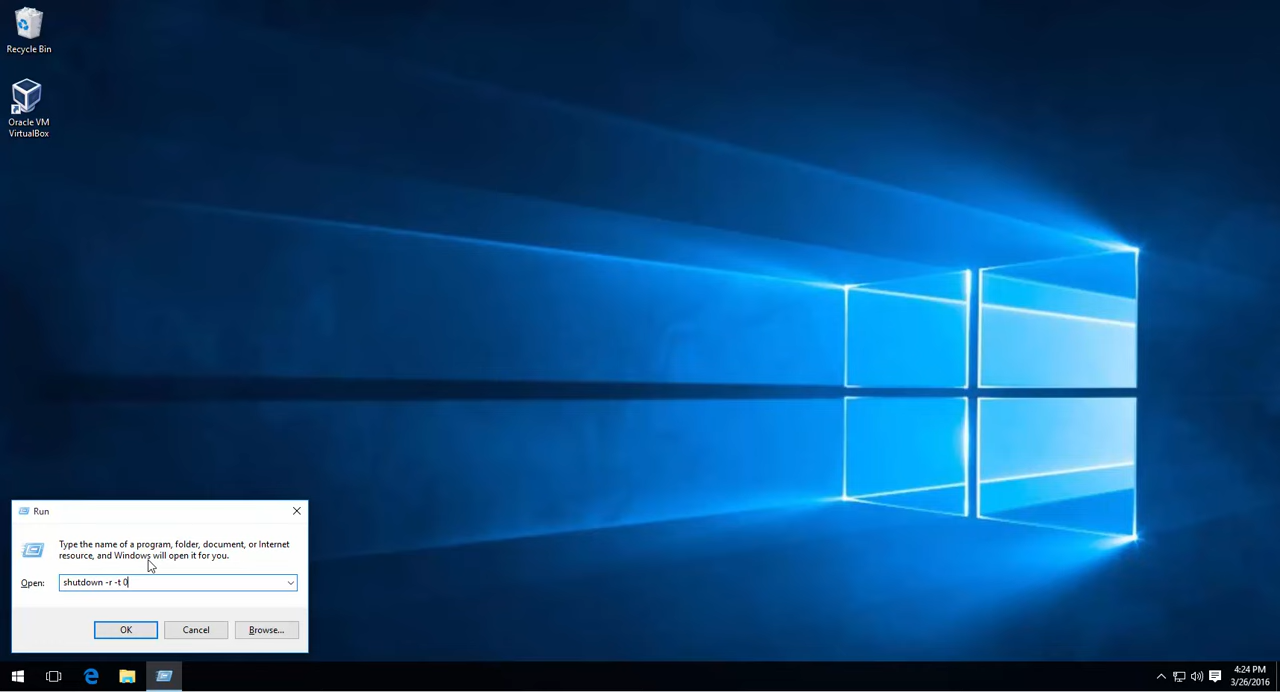 Recycle Bin
Oracle VM
VirtualBox
Run
Type the name of a program, folder, document, or Internet
resource, and Windows will open it for you.
Open:
shutdown -r -t 0
OK
Cancel
Browse...
4:24 PM
3/26/2016